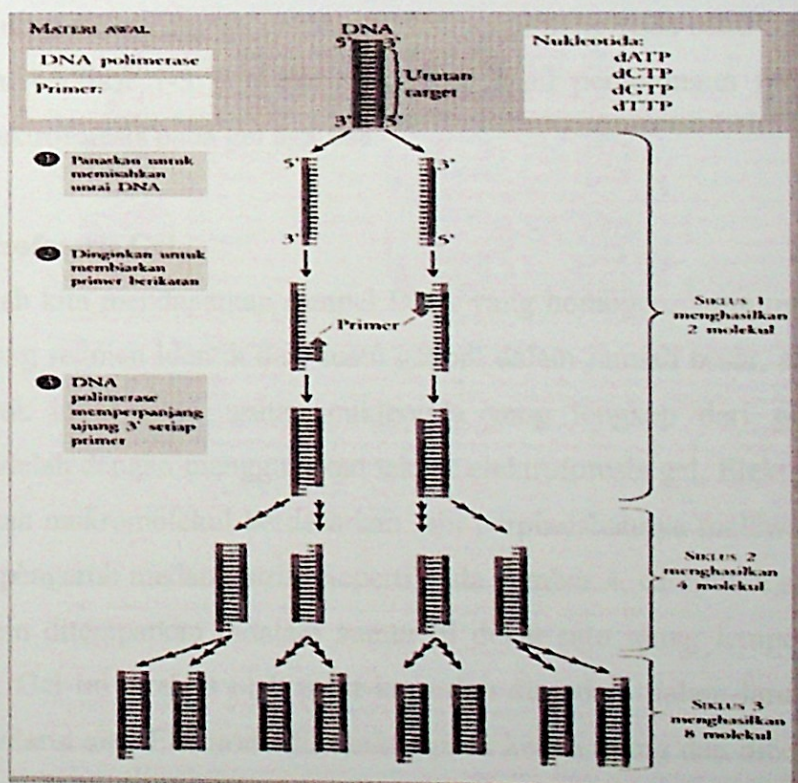 MATERI AWAL
DNA polimerase
Primer:
DNA
5' 3'
Urutan
target
3' 5'
Nukleotida:
dATP
dCTP
dGTP
dTTP
1 Panaskan untuk
memisahkan
untai DNA
5' 3'
3' 5'
2 Dinginkan untuk
membiarkan
primer berikatan
Primer
3 DNA
polimerase
memperpanjang
ujung 3' setiap
primer
SIKLUS 1
menghasilkan
2 molekul
SIKLUS 2
menghasilkan
4 molekul
SIKLUS 3
menghasilkan
8 molekul